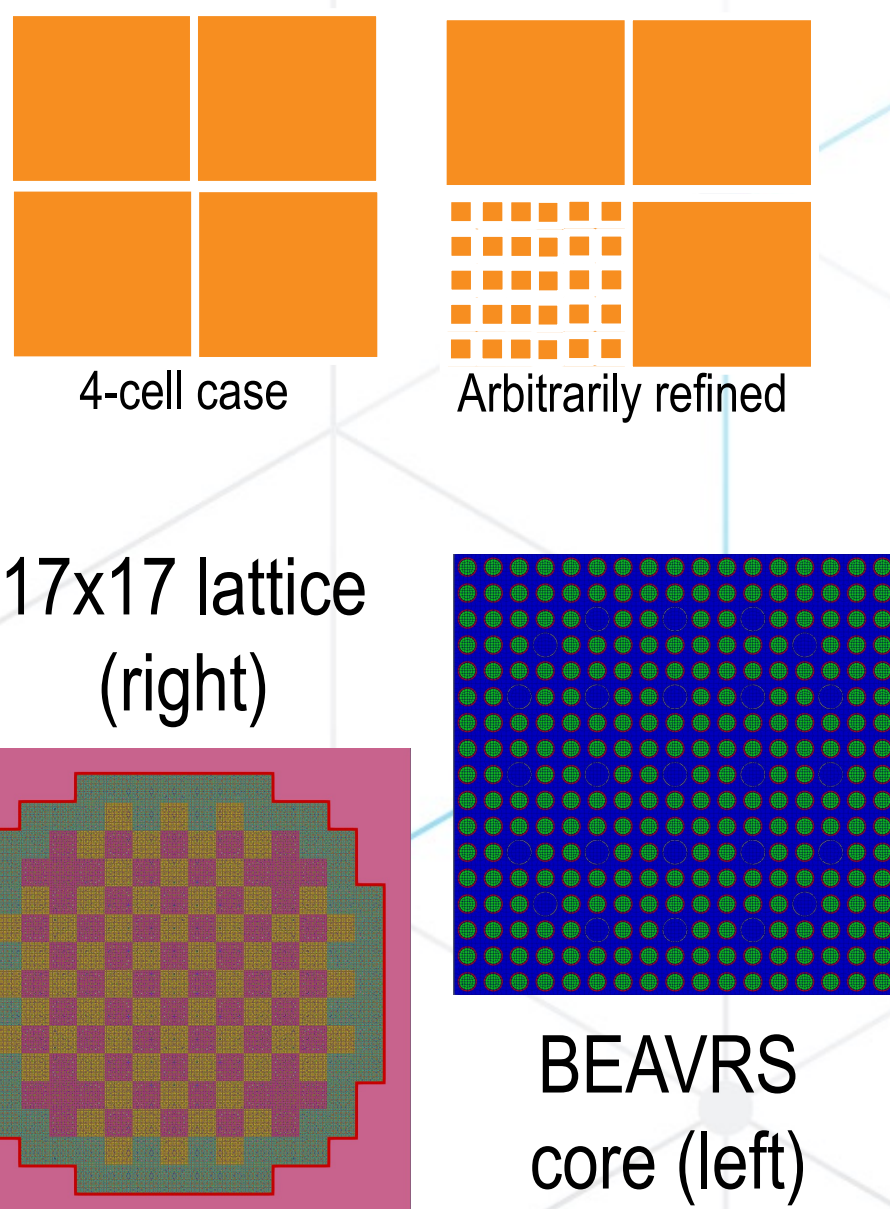 4-cell case
Arbitrarily refined
17x17 lattice
(right)
BEAVRS
core (left)